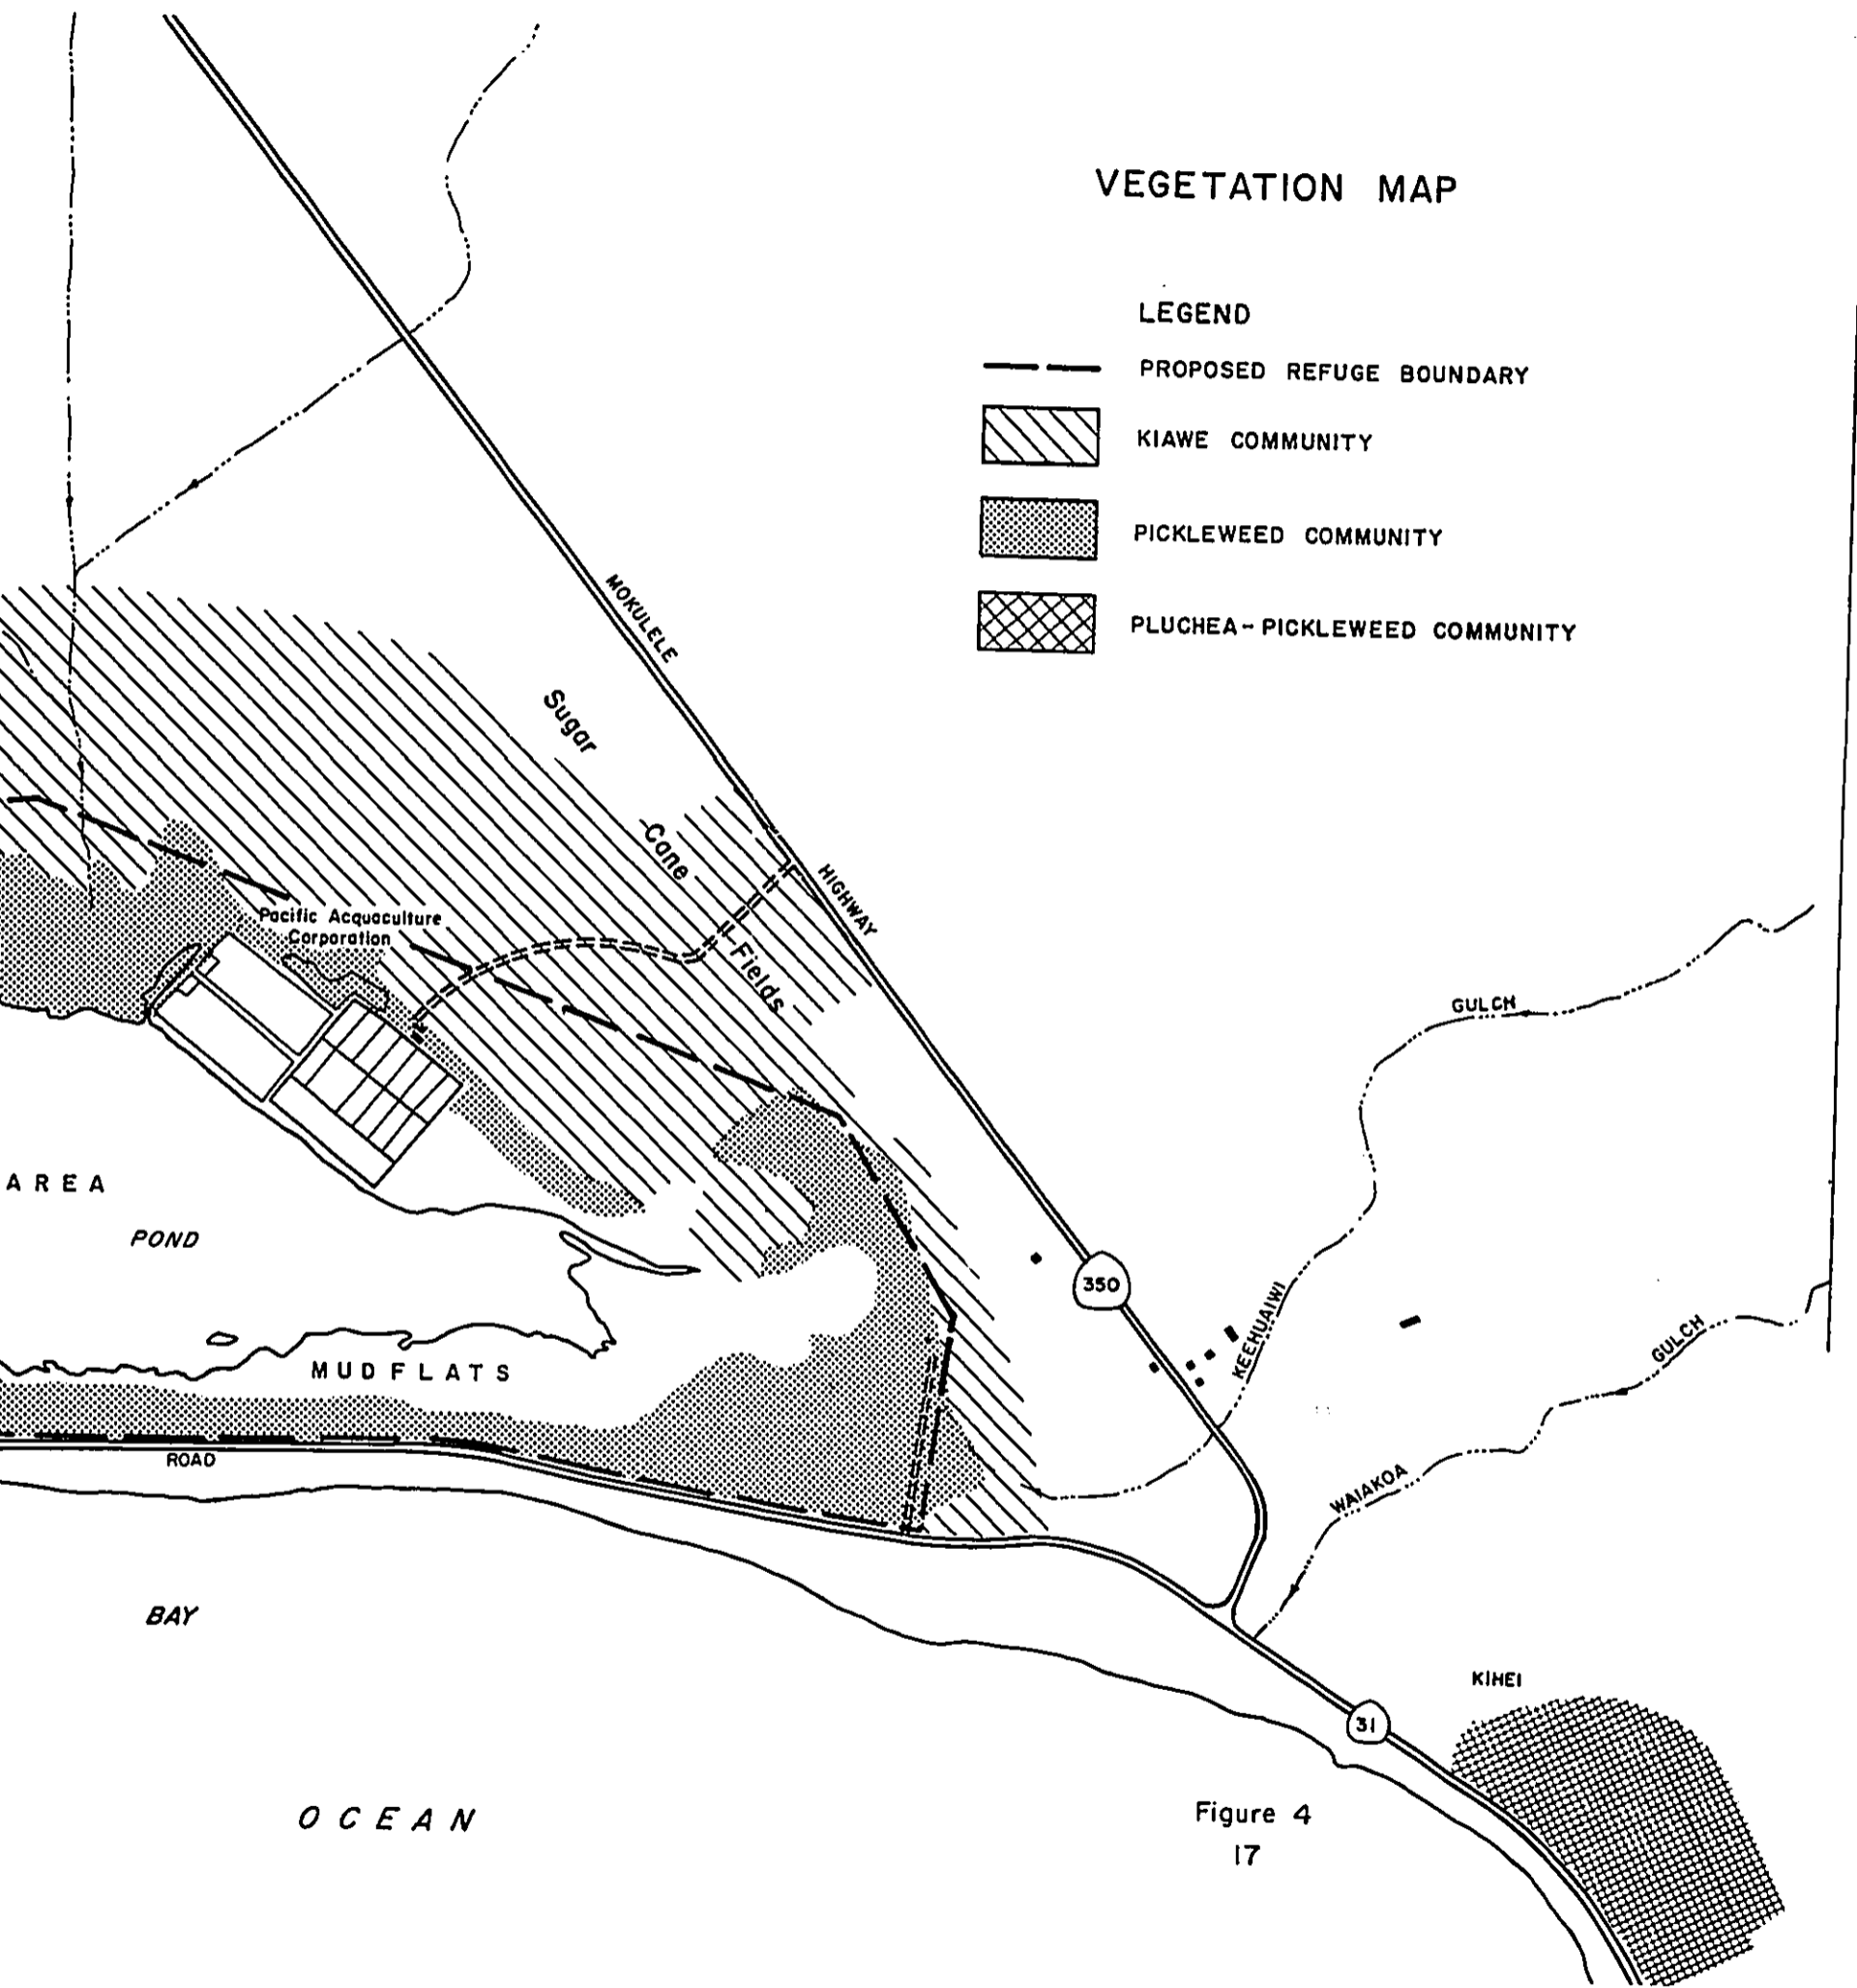 VEGETATION MAP
LEGEND
PROPOSED REFUGE BOUNDARY
KIAWE COMMUNITY
PICKLEWEED COMMUNITY
PLUCHEA-PICKLEWEED COMMUNITY
MOKULELE
HIGHWAY
Sugar
Cane
Fields
Pacific Acquaculture
Corporation
GULCH
KEEHUAIWI
GULCH
WAIAKOA
AREA
POND
350
MUDFLATS
ROAD
BAY
KIHEI
31
OCEAN
Figure 4
17